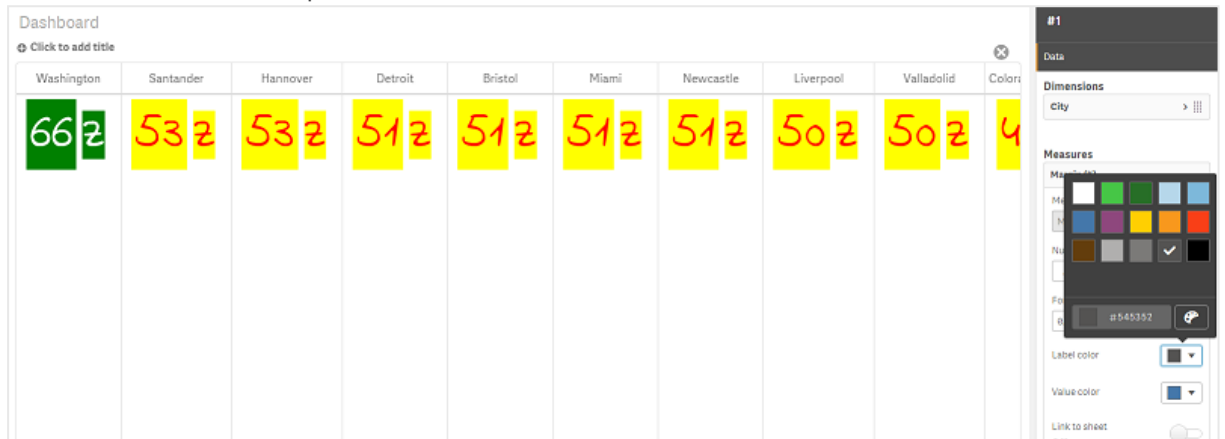 Dashboard
#1
Click to add title
Data
Washington Santander Hannover Detroit Bristol Miami Newcastle Liverpool Valladolid
Dimensions
City
66 z 53 z 53 z 51 z 51 z 51 z 51 z 50 z 50 z
Measures
#545352
Label color
Value color
Link to sheet